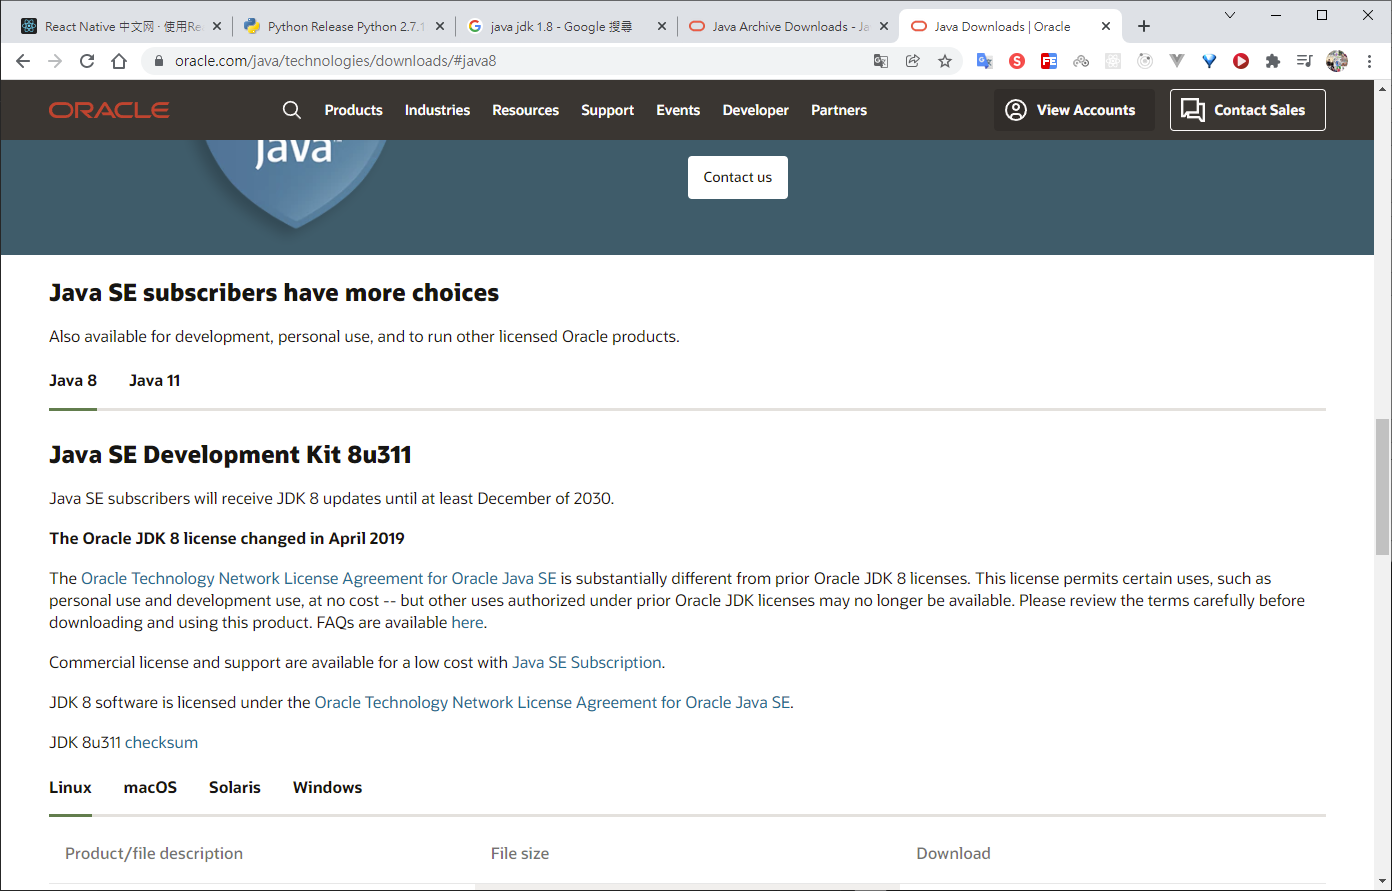 React Native 中文网 · 使用Re
Python Release Python 2.7.1
java jdk 1.8 - Google 搜尋
Java Archive Downloads - Ja
Java Downloads | Oracle
oracle.com/java/technologies/downloads/#java8
ORACLE
Products
Industries
Resources
Support
Events
Developer
Partners
View Accounts
Contact Sales
java
Contact us
Java SE subscribers have more choices
Also available for development, personal use, and to run other licensed Oracle products.
Java 8
Java 11
Java SE Development Kit 8u311
Java SE subscribers will receive JDK 8 updates until at least December of 2030.
The Oracle JDK 8 license changed in April 2019
The Oracle Technology Network License Agreement for Oracle Java SE is substantially different from prior Oracle JDK 8 licenses. This license permits certain uses, such as
personal use and development use, at no cost -- but other uses authorized under prior Oracle JDK licenses may no longer be available. Please review the terms carefully before
downloading and using this product. FAQs are available here.
Commercial license and support are available for a low cost with Java SE Subscription.
JDK 8 software is licensed under the Oracle Technology Network License Agreement for Oracle Java SE.
JDK 8u311 checksum
Linux
macOS
Solaris
Windows
Product/file description
File size
Download